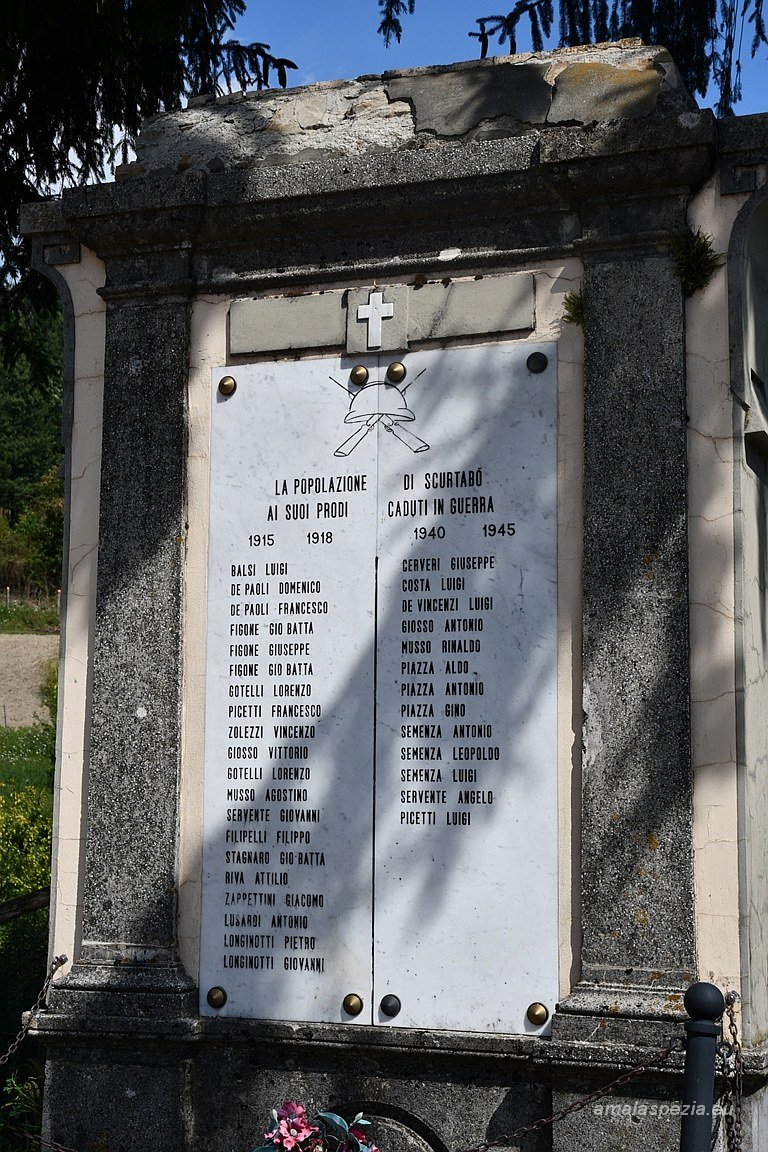 LA POPOLAZIONE DI SCURTABÓ
AI SUOI PRODI CADUTI IN GUERRA
1915 1918
BALSI LUIGI
DE PAOLI DOMENICO
DE PAOLI FRANCESCO
FIGONE GIO BATTA
FIGONE GIUSEPPE
FIGONE GIO BATTA
GOTELLI LORENZO
PICETTI FRANCESCO
ZOLEZZI VINCENZO
GIOSSO VITTORIO
GOTELLI LORENZO
MUSSO AGOSTINO
SERVENTE GIOVANNI
FILIPELLI FILIPPO
STAGNARO GIO BATTA
RIVA ATTILIO
ZAPPETTINI GIACOMO
LUSARDI ANTONIO
LONGINOTTI PIETRO
LONGINOTTI GIOVANNI
1940 1945
CERVERI GIUSEPPE
COSTA LUIGI
DE VINCENZI LUIGI
GIOSSO ANTONIO
MUSSO RINALDO
PIAZZA ALDO
PIAZZA ANTONIO
PIAZZA GINO
SEMENZA ANTONIO
SEMENZA LEOPOLDO
SEMENZA LUIGI
SERVENTE ANGELO
PICETTI LUIGI
amalaspezia.eu